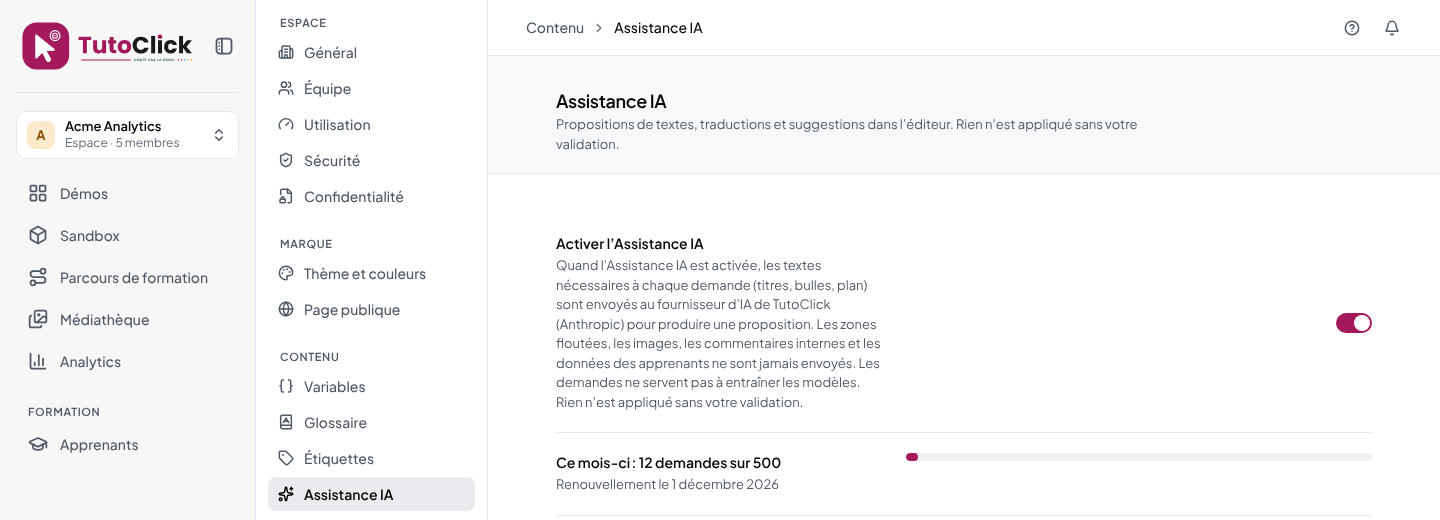 TutoClick
A
Acme Analytics
Espace · 5 membres
Démos
Sandbox
Parcours de formation
Médiathèque
Analytics
FORMATION
Apprenants
ESPACE
Général
Équipe
Utilisation
Sécurité
Confidentialité
MARQUE
Thème et couleurs
Page publique
CONTENU
Variables
Glossaire
Étiquettes
Assistance IA
Contenu > Assistance IA
Assistance IA
Propositions de textes, traductions et suggestions dans l'éditeur. Rien n'est appliqué sans votre
validation.
Activer l'Assistance IA
Quand l'Assistance IA est activée, les textes
nécessaires à chaque demande (titres, bulles, plan)
sont envoyés au fournisseur d'IA de TutoClick
(Anthropic) pour produire une proposition. Les zones
floutées, les images, les commentaires internes et les
données des apprenants ne sont jamais envoyés. Les
demandes ne servent pas à entraîner les modèles.
Rien n'est appliqué sans votre validation.
Ce mois-ci : 12 demandes sur 500
Renouvellement le 1 décembre 2026